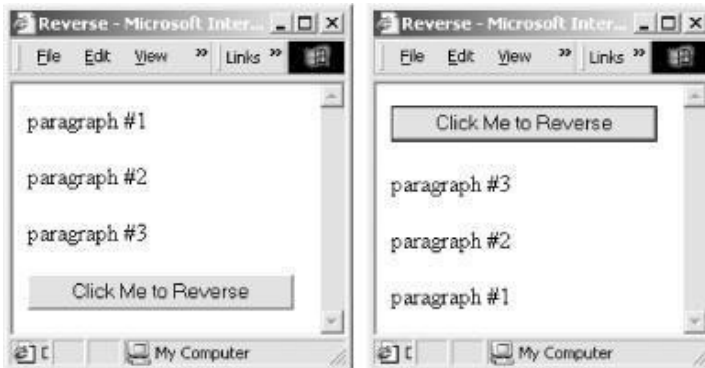 Reverse - Microsoft Inter...
File Edit View » Links »
paragraph #1
paragraph #2
paragraph #3
Click Me to Reverse
My Computer
Reverse - Microsoft Inter...
File Edit View » Links »
Click Me to Reverse
paragraph #3
paragraph #2
paragraph #1
My Computer